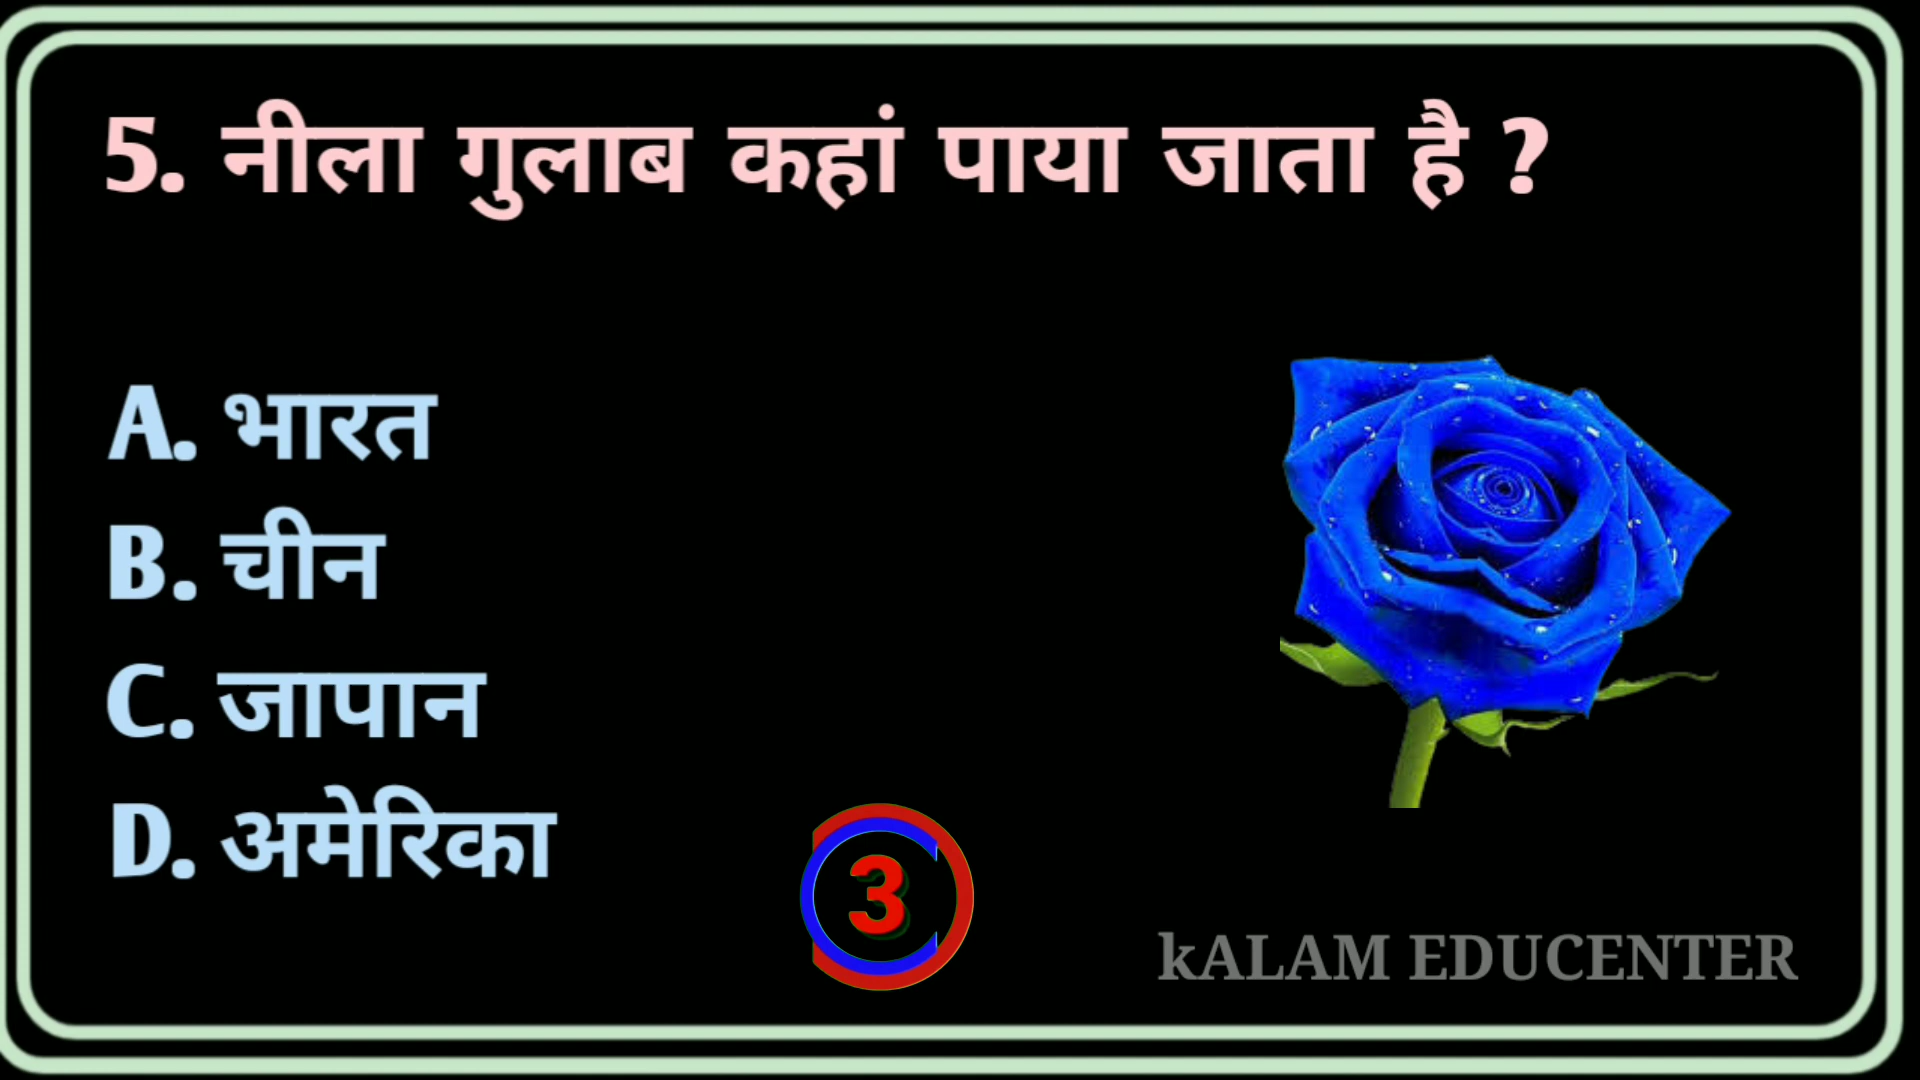 5. नीला गुलाब कहां पाया जाता है ?
A. भारत
B. चीन
C. जापान
D. अमेरिका
3
kALAM EDUCENTER